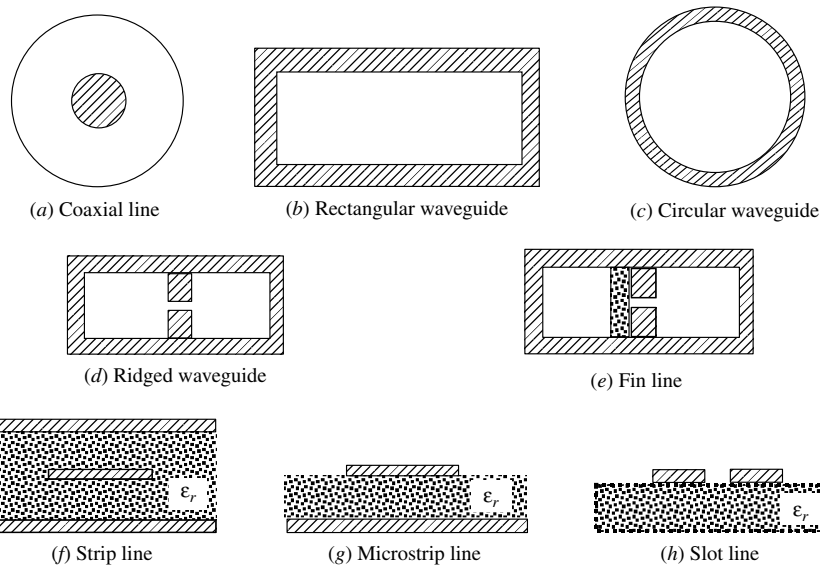 (a) Coaxial line
(b) Rectangular waveguide
(c) Circular waveguide
(d) Ridged waveguide
(e) Fin line
εr
εr
εr
(f) Strip line
(g) Microstrip line
(h) Slot line